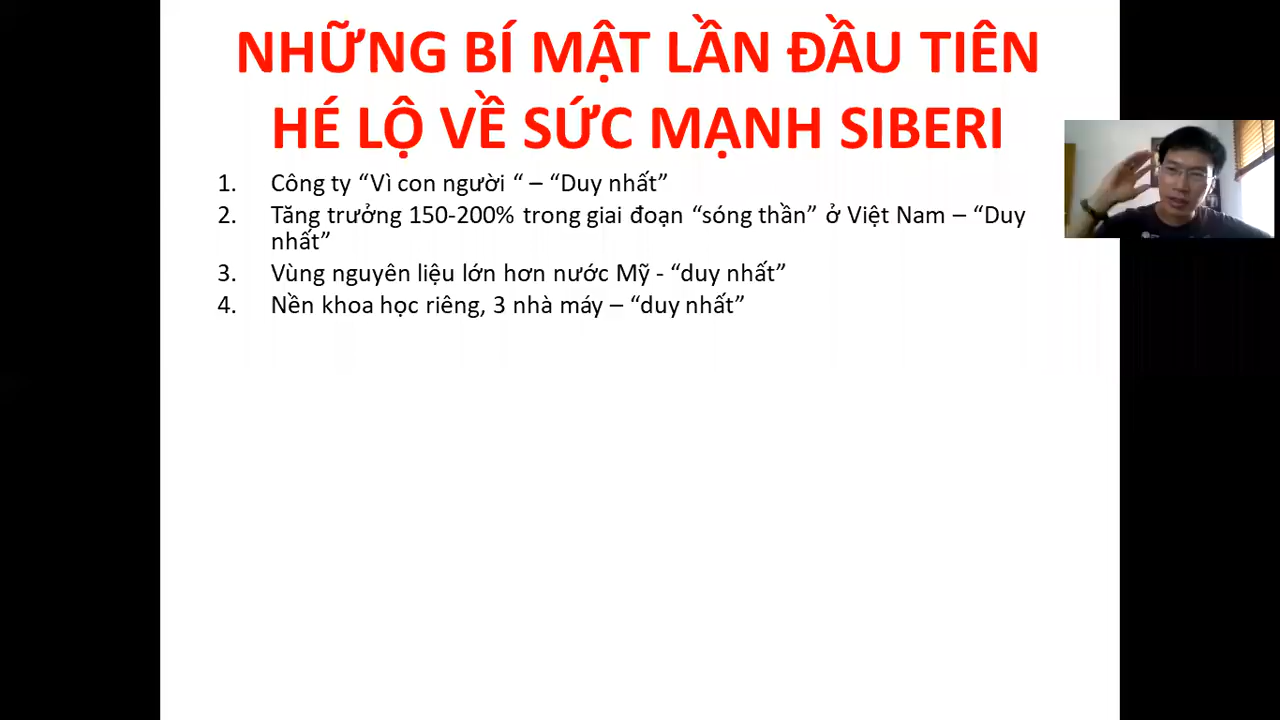 NHỮNG BÍ MẬT LẦN ĐẦU TIÊN
HÉ LỘ VỀ SỨC MẠNH SIBERI
1. Công ty “Vì con người “ – “Duy nhất”
2. Tăng trưởng 150-200% trong giai đoạn “sóng thần” ở Việt Nam – “Duy
nhất”
3. Vùng nguyên liệu lớn hơn nước Mỹ - “duy nhất”
4. Nền khoa học riêng, 3 nhà máy – “duy nhất”